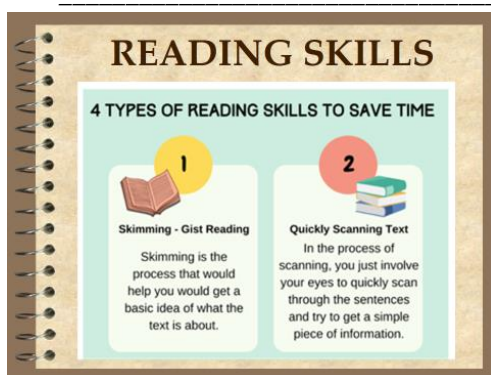 READING SKILLS
4 TYPES OF READING SKILLS TO SAVE TIME
1
Skimming - Gist Reading
Skimming is the
process that would
help you would get a
basic idea of what the
text is about.
2
Quickly Scanning Text
In the process of
scanning, you just involve
your eyes to quickly scan
through the sentences
and try to get a simple
piece of information.